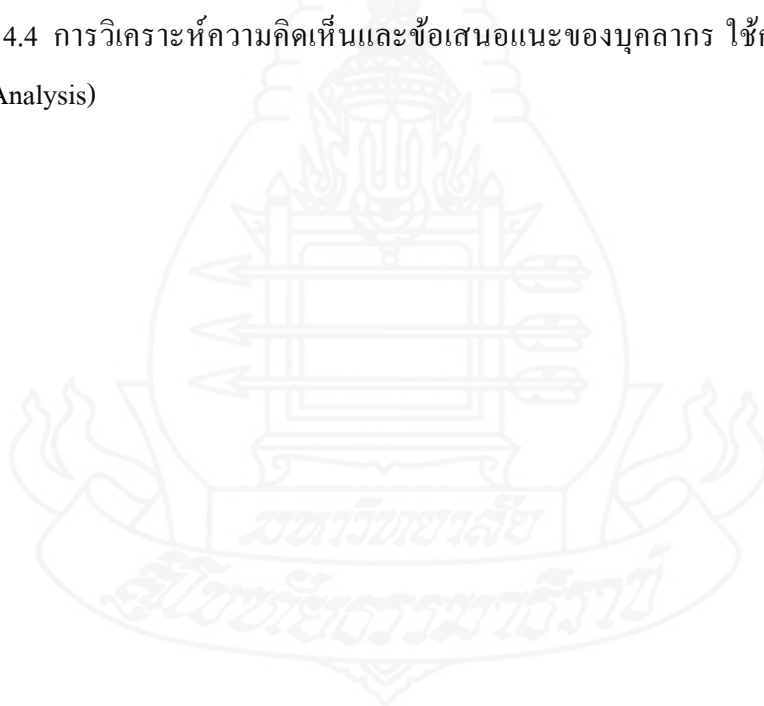 4.4 การวิเคราะห์ความคิดเห็นและข้อเสนอแนะของบุคลากร ใช้
Analysis)
มหาวิทยาลัย
สุโขทัยธรรมาธิราช